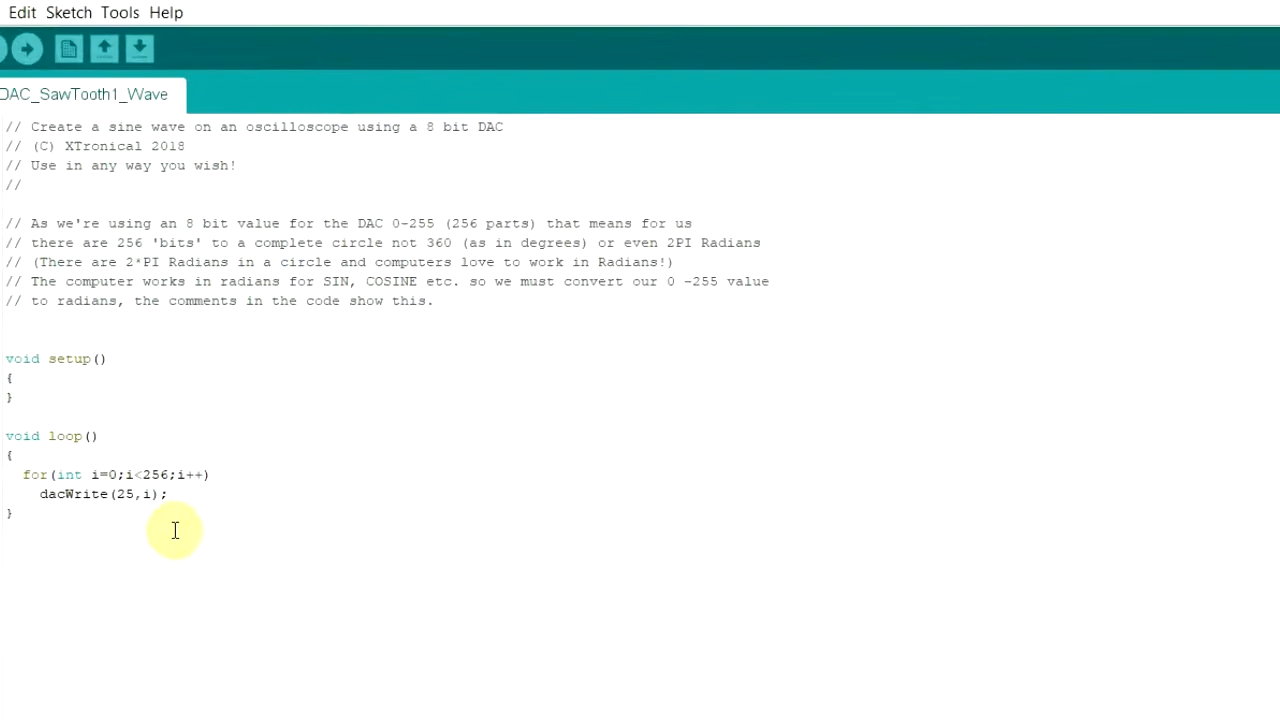 Edit Sketch Tools Help
DAC_SawTooth1_Wave
// Create a sine wave on an oscilloscope using a 8 bit DAC
// (C) XTronical 2018
// Use in any way you wish!
//
// As we're using an 8 bit value for the DAC 0-255 (256 parts) that means for us
// there are 256 'bits' to a complete circle not 360 (as in degrees) or even 2PI Radians
// (There are 2*PI Radians in a circle and computers love to work in Radians!)
// The computer works in radians for SIN, COSINE etc. so we must convert our 0 -255 value
// to radians, the comments in the code show this.
void setup()
{
}
void loop()
{
for(int i=0;i<256;i++)
dacWrite(25,i);
}